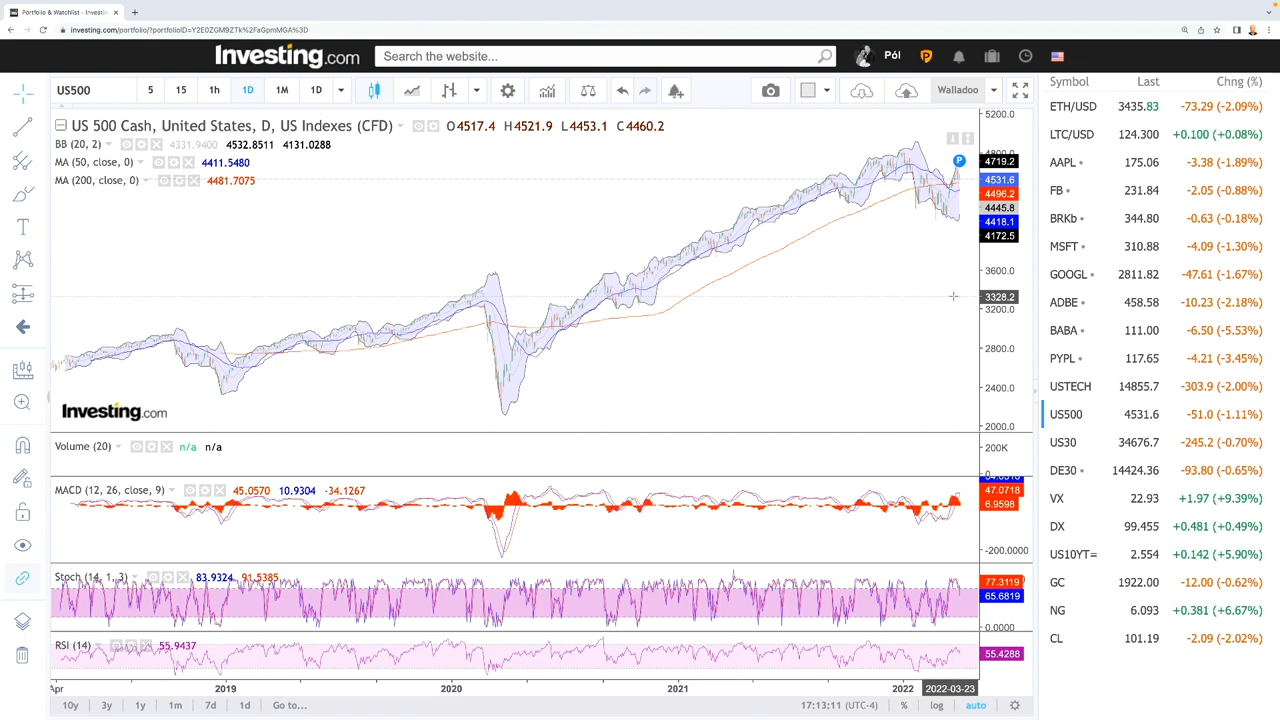 Portfolio & Watchlist - Investin
investing.com/portfolio/?portfolioID=Y2E0ZGM9ZTk%2FaGpmMGA%3D
Investing.com Search the website... Pól
US500 5 15 1h 1D 1M 1D Walladoo
US 500 Cash, United States, D, US Indexes (CFD) O4517.4 H4521.9 L4453.1 C4460.2
BB (20, 2) 4331.9400 4532.8511 4131.0288
MA (50, close, 0) 4411.5480
MA (200, close, 0) 4481.7075
5200.0
4719.2
P
4531.6
4496.2
4445.8
4418.1
4172.5
3600.0
3328.2
3200.0
2800.0
2400.0
2000.0
Investing.com
Volume (20) n/a n/a
200K
MACD (12, 26, close, 9) 45.0570 10.9304 -34.1267
47.0718
6.9598
-200.0000
Stoch (14, 1, 3) 83.9324 91.5385
77.3119
65.6819
0.0000
RSI (14) 55.9437
55.4288
Apr 2019 2020 2021 2022 2022-03-23
10y 3y 1y 1m 7d 1d Go to... 17:13:11 (UTC-4) % log auto
Symbol Last Chng (%)
ETH/USD 3435.83 -73.29 (-2.09%)
LTC/USD 124.300 +0.100 (+0.08%)
AAPL 175.06 -3.38 (-1.89%)
FB 231.84 -2.05 (-0.88%)
BRKb 344.80 -0.63 (-0.18%)
MSFT 310.88 -4.09 (-1.30%)
GOOGL 2811.82 -47.61 (-1.67%)
ADBE 458.58 -10.23 (-2.18%)
BABA 111.00 -6.50 (-5.53%)
PYPL 117.65 -4.21 (-3.45%)
USTECH 14855.7 -303.9 (-2.00%)
US500 4531.6 -51.0 (-1.11%)
US30 34676.7 -245.2 (-0.70%)
DE30 14424.36 -93.80 (-0.65%)
VX 22.93 +1.97 (+9.39%)
DX 99.455 +0.481 (+0.49%)
US10YT= 2.554 +0.142 (+5.90%)
GC 1922.00 -12.00 (-0.62%)
NG 6.093 +0.381 (+6.67%)
CL 101.19 -2.09 (-2.02%)